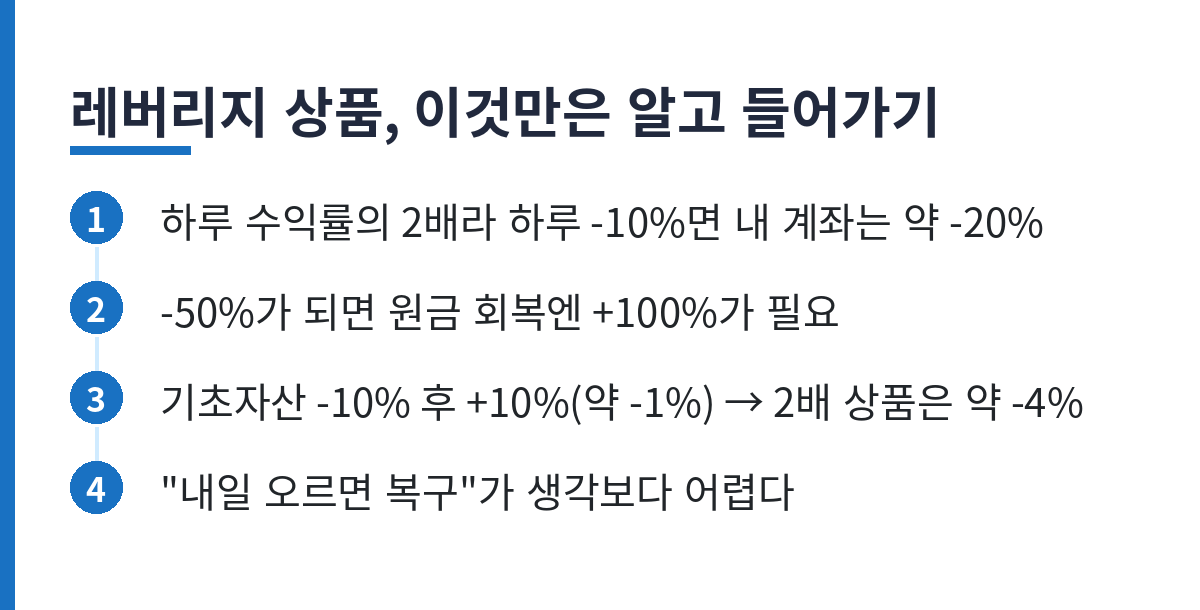 레버리지 상품, 이것만은 알고 들어가기
1 하루 수익률의 2배라 하루 -10%면 내 계좌는 약 -20%
2 -50%가 되면 원금 회복엔 +100%가 필요
3 기초자산 -10% 후 +10%(약 -1%) → 2배 상품은 약 -4%
4 "내일 오르면 복구"가 생각보다 어렵다